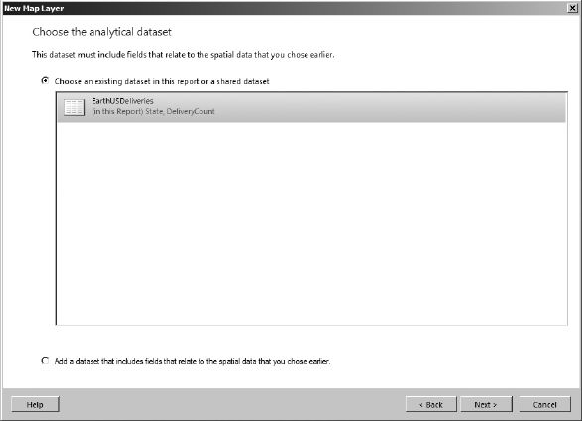 New Map Layer
Choose the analytical dataset
This dataset must include fields that relate to the spatial data that you chose earlier.
Choose an existing dataset in this report or a shared dataset
EarthUSDeliveries
(in this Report) State, DeliveryCount
Add a dataset that includes fields that relate to the spatial data that you chose earlier.
Help
< Back
Next >
Cancel